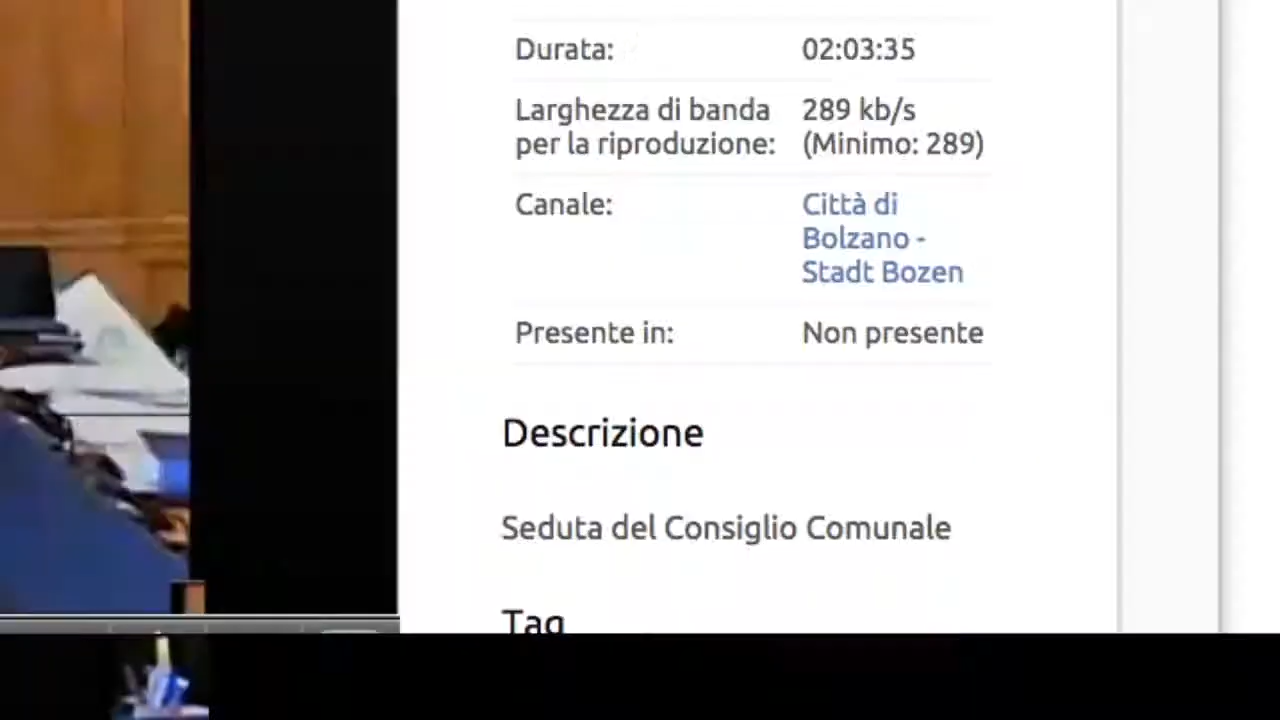 Durata: 02:03:35
Larghezza di banda 289 kb/s
per la riproduzione: (Minimo: 289)
Canale: Città di
Bolzano -
Stadt Bozen
Presente in: Non presente
Descrizione
Seduta del Consiglio Comunale
Tag